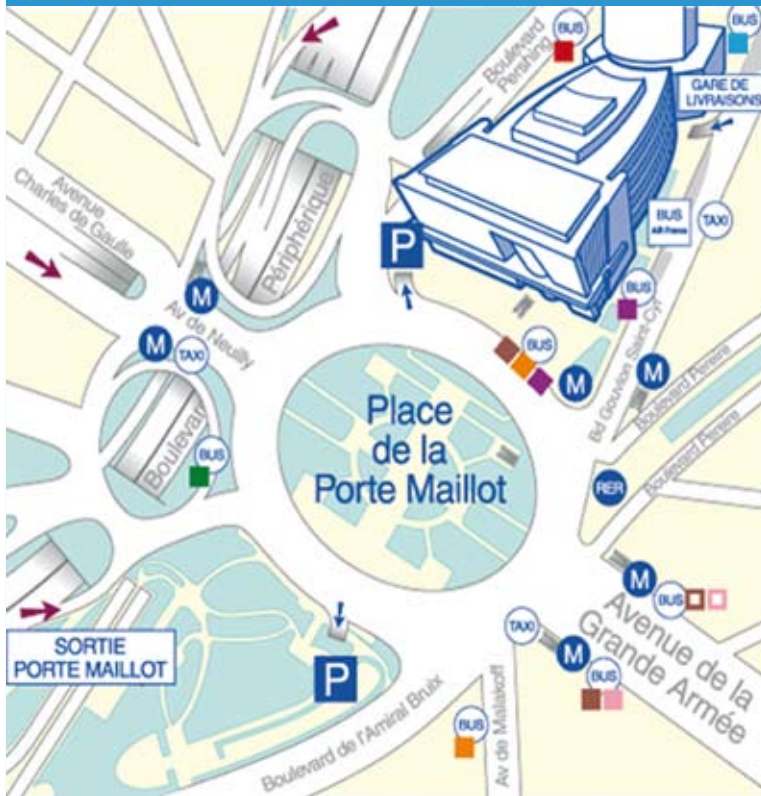 BUS
BUS
Boulevard
Pershing
GARE DE
LIVRAISONS
Avenue
Charles de Gaulle
Périphérique
P
BUS
AIR France
TAXI
M
Av de Neuilly
M
TAXI
BUS
BUS
M
M
Bd Gouvion Saint-Cyr
Boulevard Pereire
Boulevard Pereire
Place
de la
Porte Maillot
Boulevar
BUS
RER
M
BUS
Avenue de la
Grande Armée
SORTIE
PORTE MAILLOT
P
TAXI
M
BUS
BUS
Av de Malakoff
Boulevard de l'Amiral Bruix